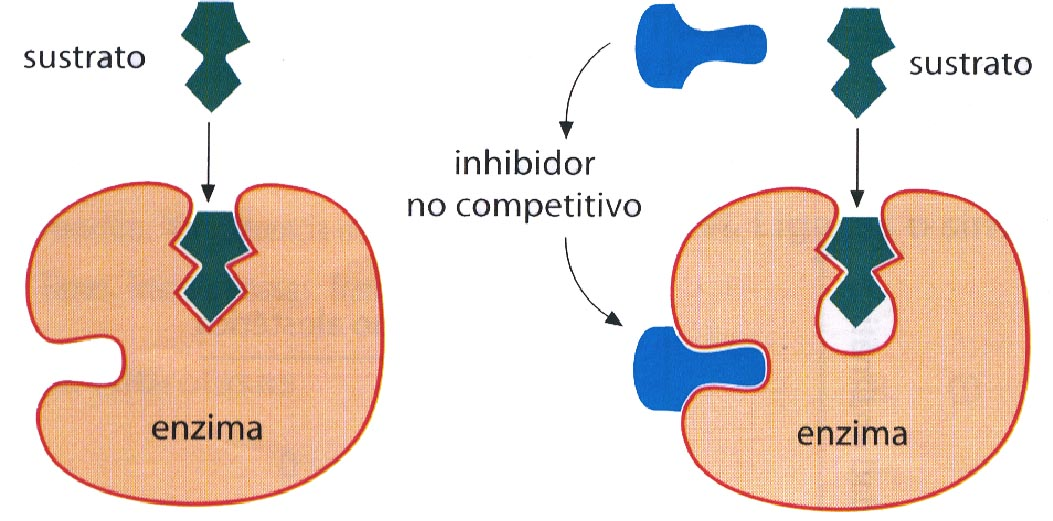 sustrato
enzima
inhibidor
no competitivo
sustrato
enzima